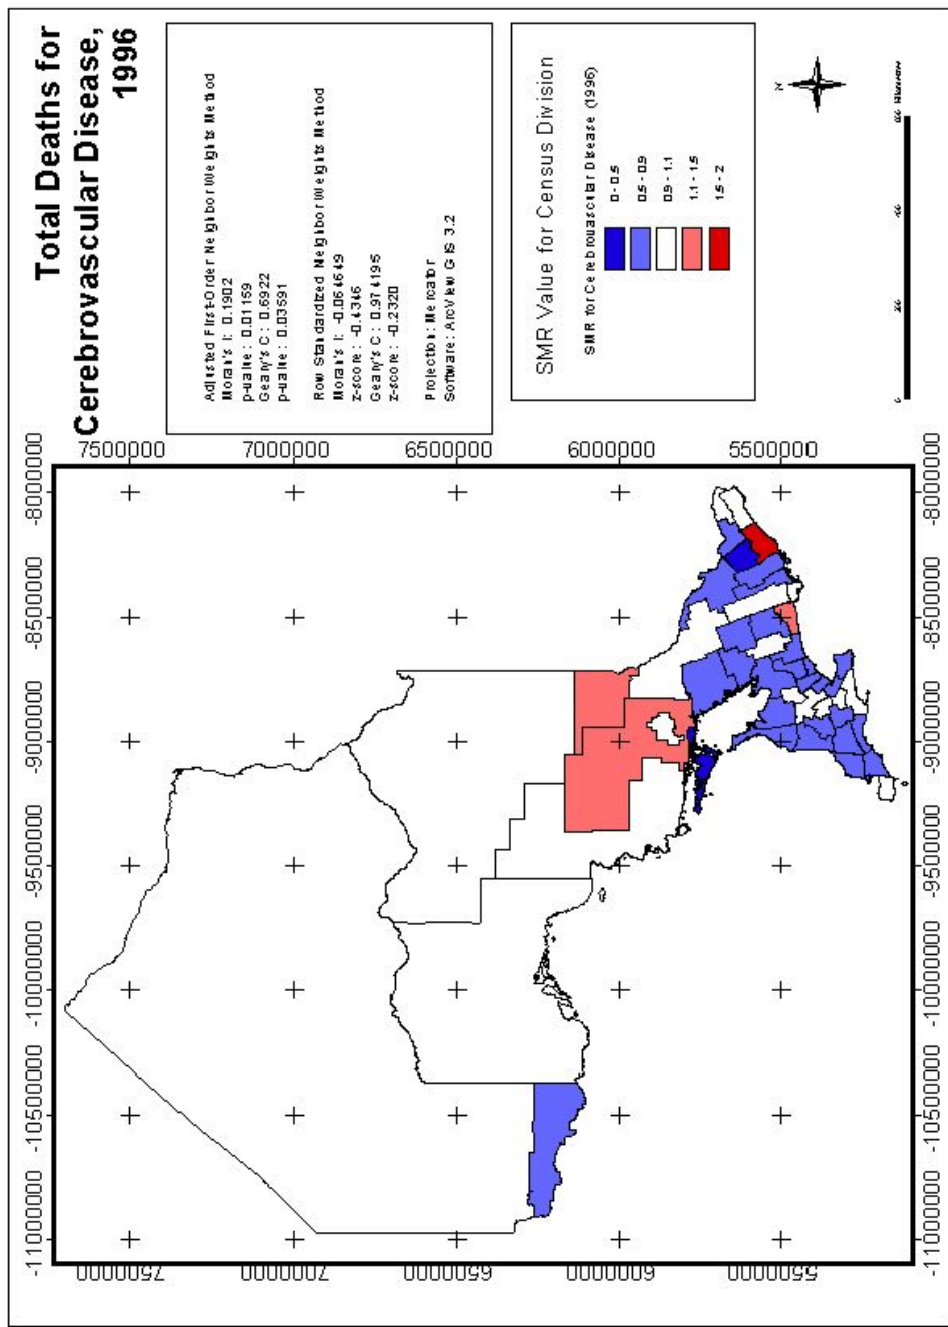 Total Deaths for
Cerebrovascular Disease,
1996
Adjusted First-Order Neighbor Weights Method
Moran's I: 0.1902
p-value: 0.01159
Geary's C: 0.6922
p-value: 0.03591
Row Standardized Neighbor Weights Method
Moran's I: -0.064649
z-score: -0.4346
Geary's C: 0.974195
z-score: -0.2320
Projection: Mercator
Software: ArcView GIS 3.2
SMR Value for Census Division
SMR for Cerebrovascular Disease (1996)
0 - 0.5
0.5 - 0.9
0.9 - 1.1
1.1 - 1.5
1.5 - 2
N
-11000000 -10500000 -10000000 -9500000 -9000000 -8500000 -8000000
7500000 7500000
7000000 7000000
6500000 6500000
6000000 6000000
5500000 5500000
-11000000 -10500000 -10000000 -9500000 -9000000 -8500000 -8000000